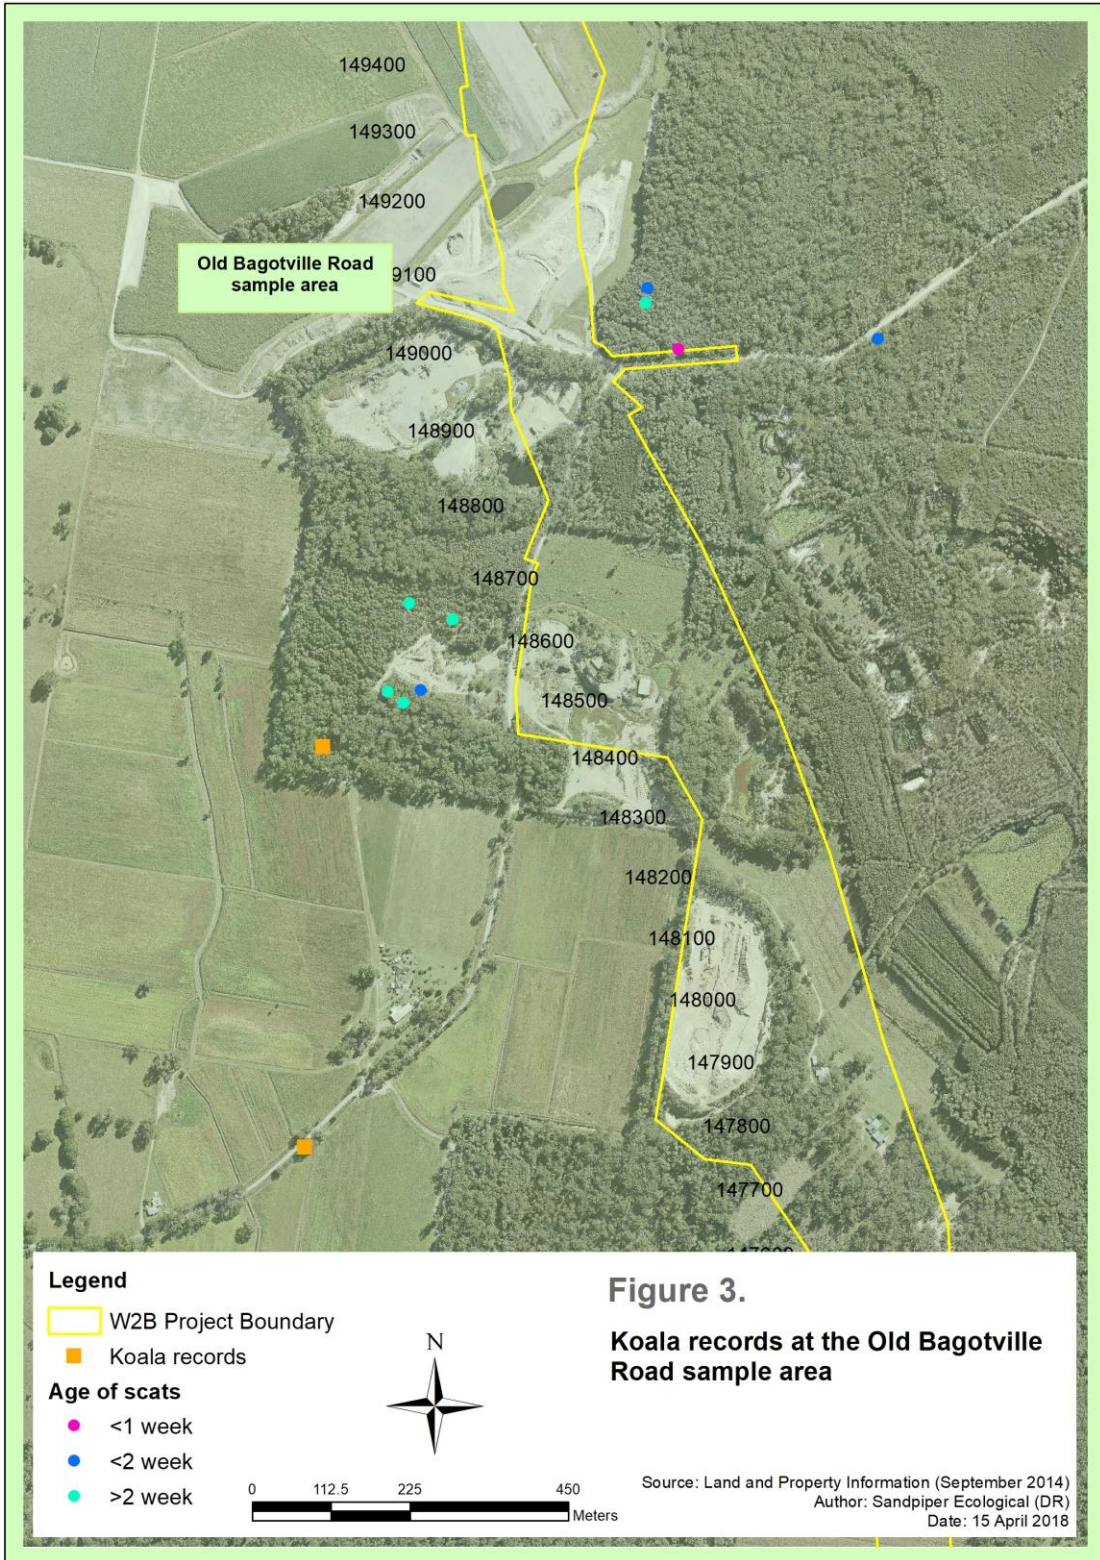 149400
149300
149200
Old Bagotville Road
sample area
9100
149000
148900
148800
148700
148600
148500
148400
148300
148200
148100
148000
147900
147800
147700
Legend
W2B Project Boundary
Koala records
Age of scats
<1 week
<2 week
>2 week
N
0 112.5 225 450
Meters
Figure 3.
Koala records at the Old Bagotville
Road sample area
Source: Land and Property Information (September 2014)
Author: Sandpiper Ecological (DR)
Date: 15 April 2018